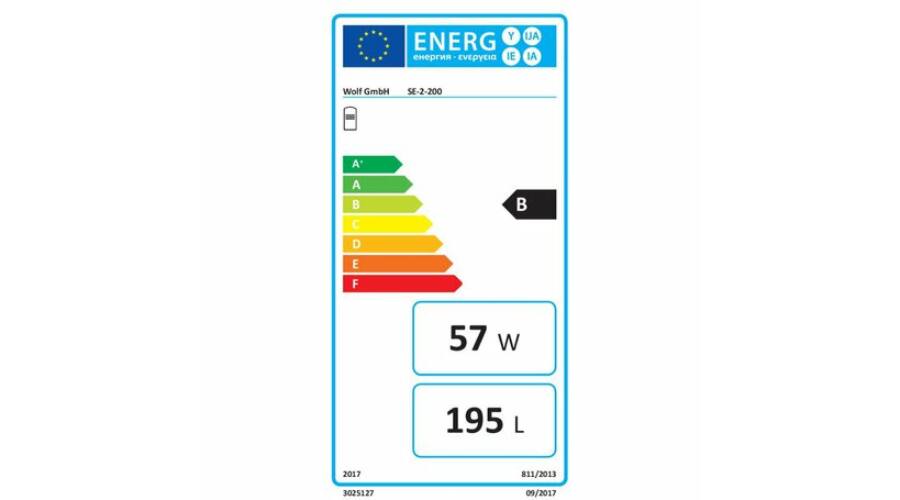 ENERG Y IJA
енергия · ενεργεια IE IA
Wolf GmbH SE-2-200
A+
A
B
B
C
D
E
F
57 W
195 L
2017 811/2013
3025127 09/2017